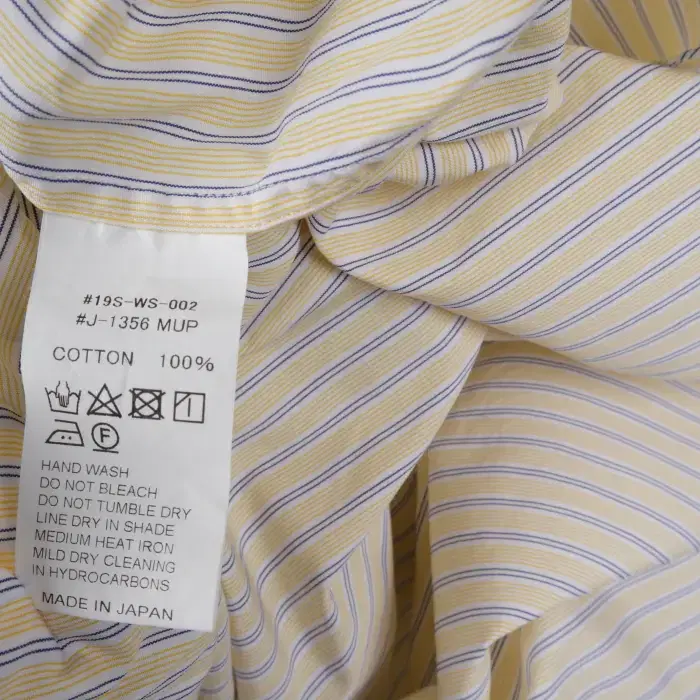 #19S-WS-002
#J-1356 MUP
COTTON 100%
F
HAND WASH
DO NOT BLEACH
DO NOT TUMBLE DRY
LINE DRY IN SHADE
MEDIUM HEAT IRON
MILD DRY CLEANING
IN HYDROCARBONS
MADE IN JAPAN